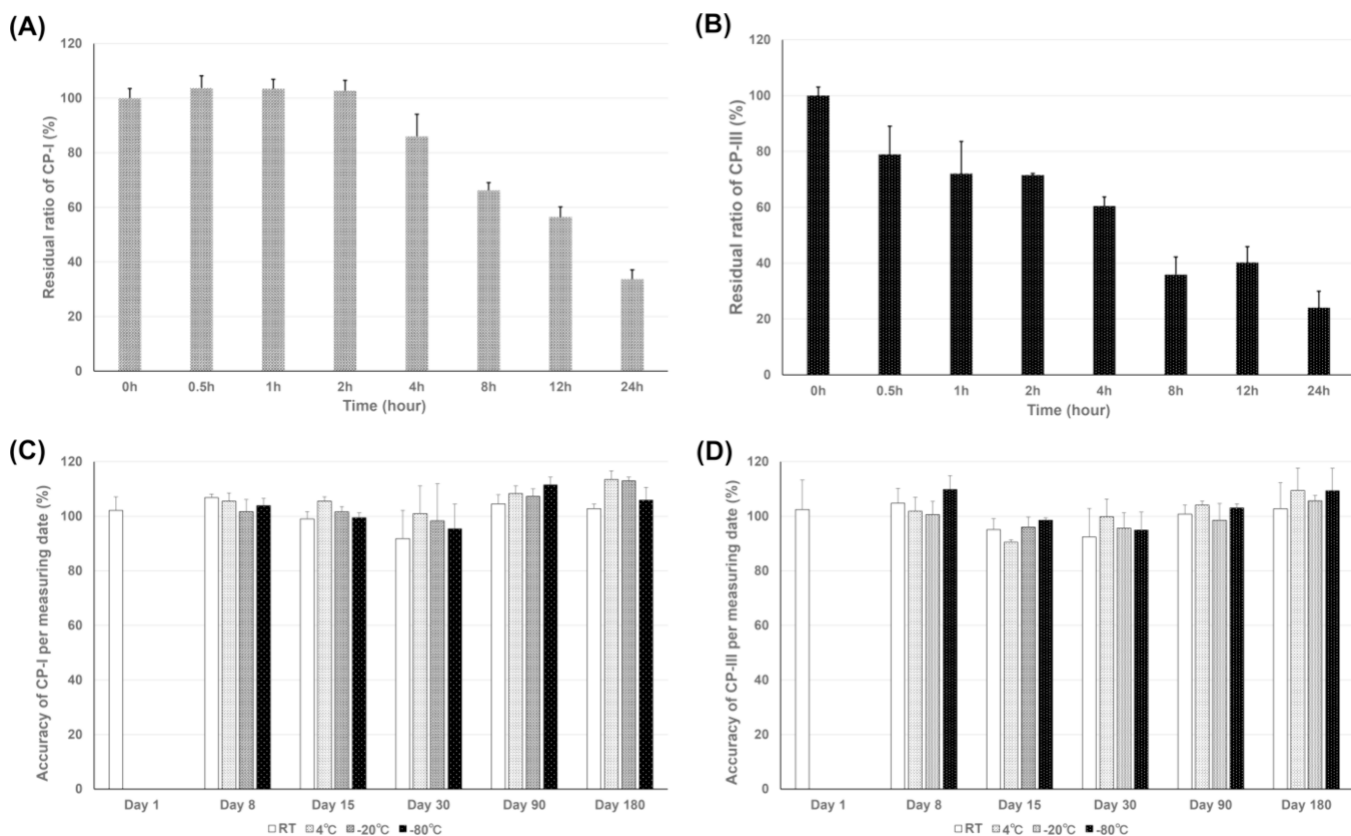 (A)
120
100
80
60
40
20
0
Residual ratio of CP-I (%)
0h 0.5h 1h 2h 4h 8h 12h 24h
Time (hour)
(B)
120
100
80
60
40
20
0
Residual ratio of CP-III (%)
0h 0.5h 1h 2h 4h 8h 12h 24h
Time (hour)
(C)
120
100
80
60
40
20
0
Accuracy of CP-I per measuring date (%)
Day 1 Day 8 Day 15 Day 30 Day 90 Day 180
RT 4℃ -20℃ -80℃
(D)
120
100
80
60
40
20
0
Accuracy of CP-III per measuring date (%)
Day 1 Day 8 Day 15 Day 30 Day 90 Day 180
RT 4℃ -20℃ -80℃